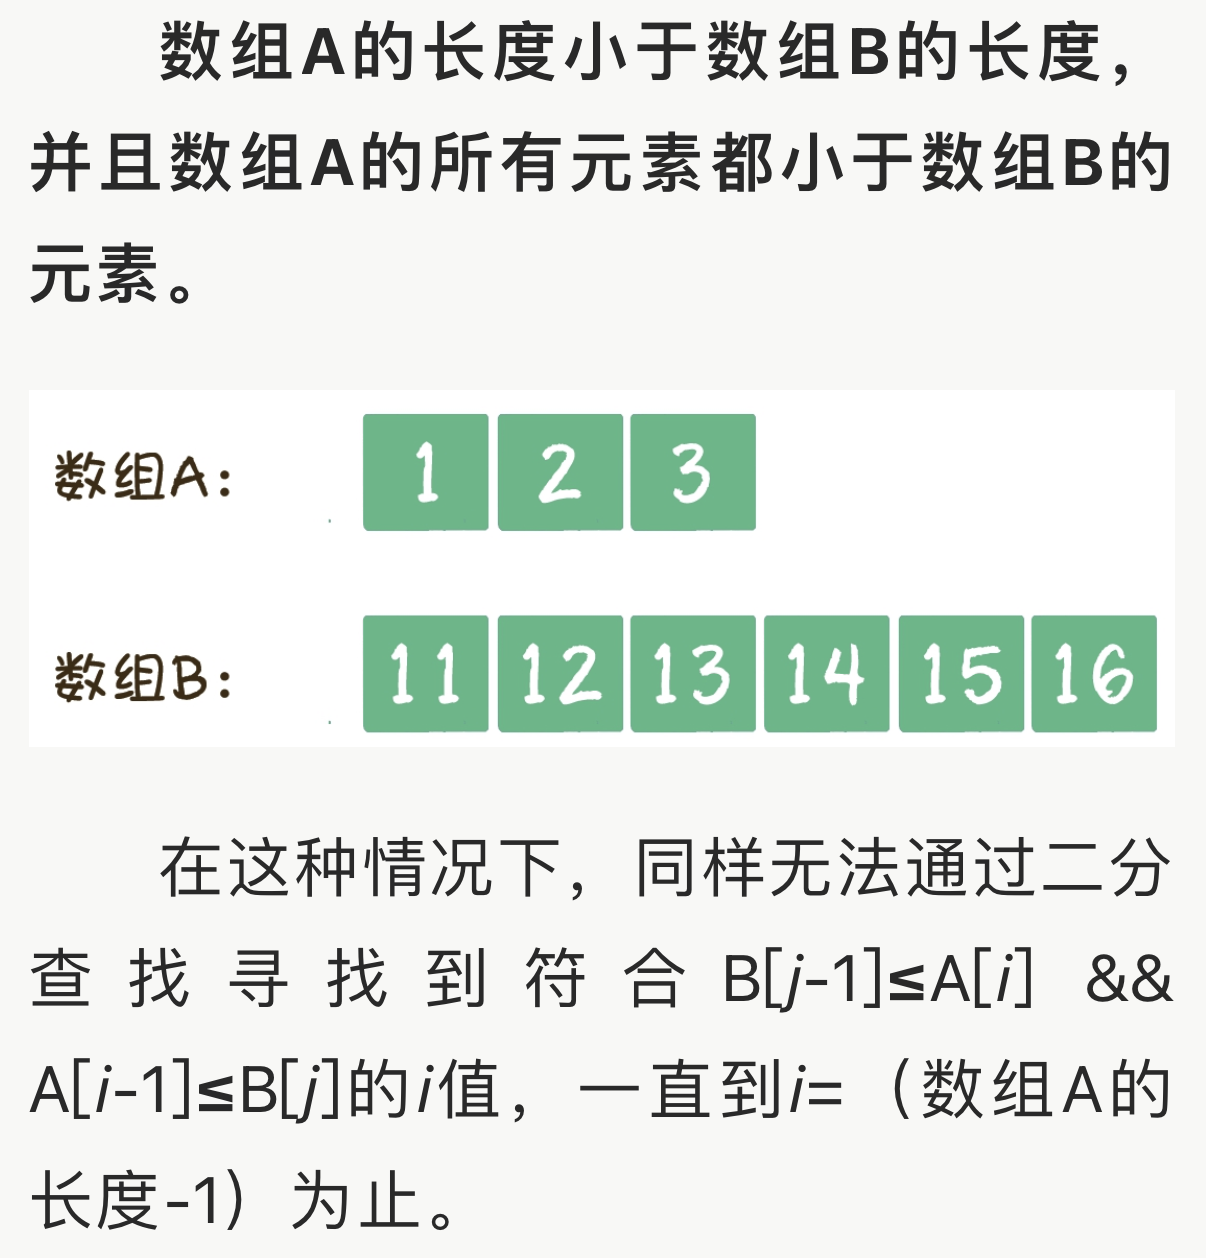 数组A的长度小于数组B的长度，
并且数组A的所有元素都小于数组B的
元素。
数组A： 1 2 3
数组B： 11 12 13 14 15 16
在这种情况下，同样无法通过二分
查找寻找到符合 B[j-1]≤A[i] &&
A[i-1]≤B[j]的i值，一直到i=（数组A的
长度-1）为止。